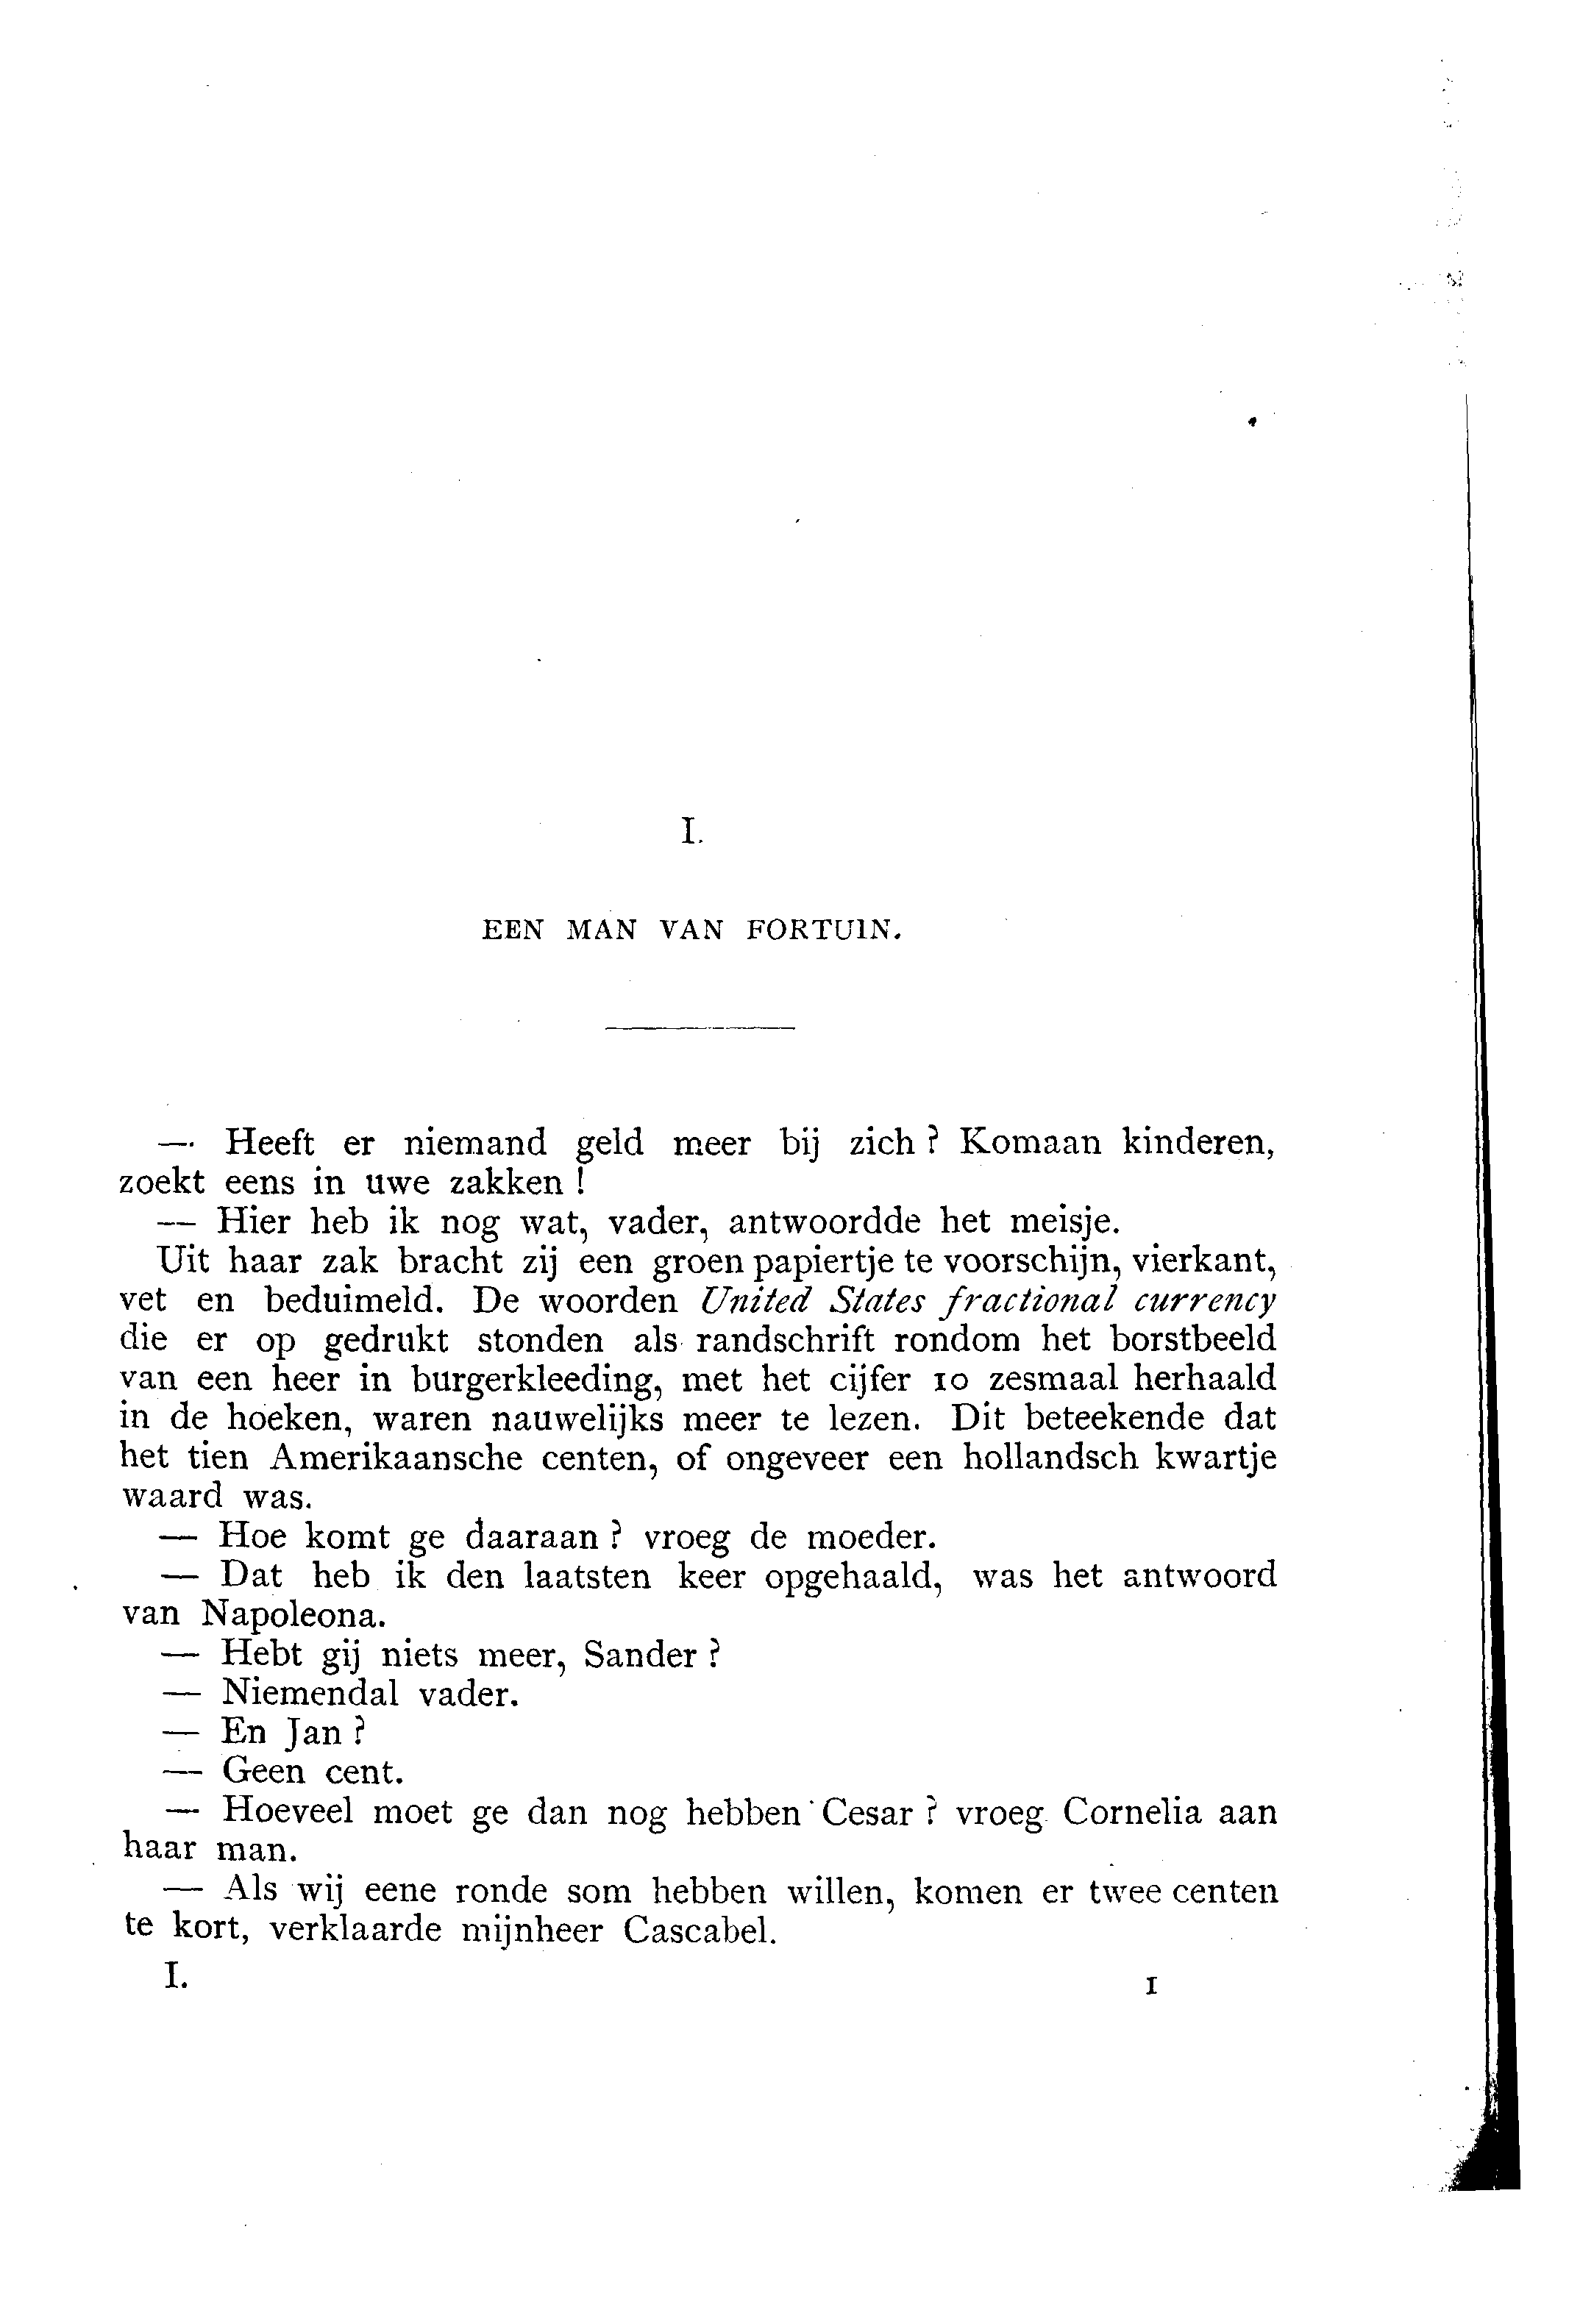 I.
EEN MAN VAN FORTUIN.
— Heeft er niemand geld meer bij zich ? Komaan kinderen,
zoekt eens in uwe zakken !
— Hier heb ik nog wat, vader, antwoordde het meisje.
Uit haar zak bracht zij een groen papiertje te voorschijn, vierkant,
vet en beduimeld. De woorden United States fractional currency
die er op gedrukt stonden als randschrift rondom het borstbeeld
van een heer in burgerkleeding, met het cijfer 10 zesmaal herhaald
in de hoeken, waren nauwelijks meer te lezen. Dit beteekende dat
het tien Amerikaansche centen, of ongeveer een hollandsch kwartje
waard was.
— Hoe komt ge daaraan ? vroeg de moeder.
— Dat heb ik den laatsten keer opgehaald, was het antwoord
van Napoleona.
— Hebt gij niets meer, Sander ?
— Niemendal vader.
— En Jan ?
— Geen cent.
— Hoeveel moet ge dan nog hebben Cesar ? vroeg Cornelia aan
haar man.
— Als wij eene ronde som hebben willen, komen er twee centen
te kort, verklaarde mijnheer Cascabel.
I. 1